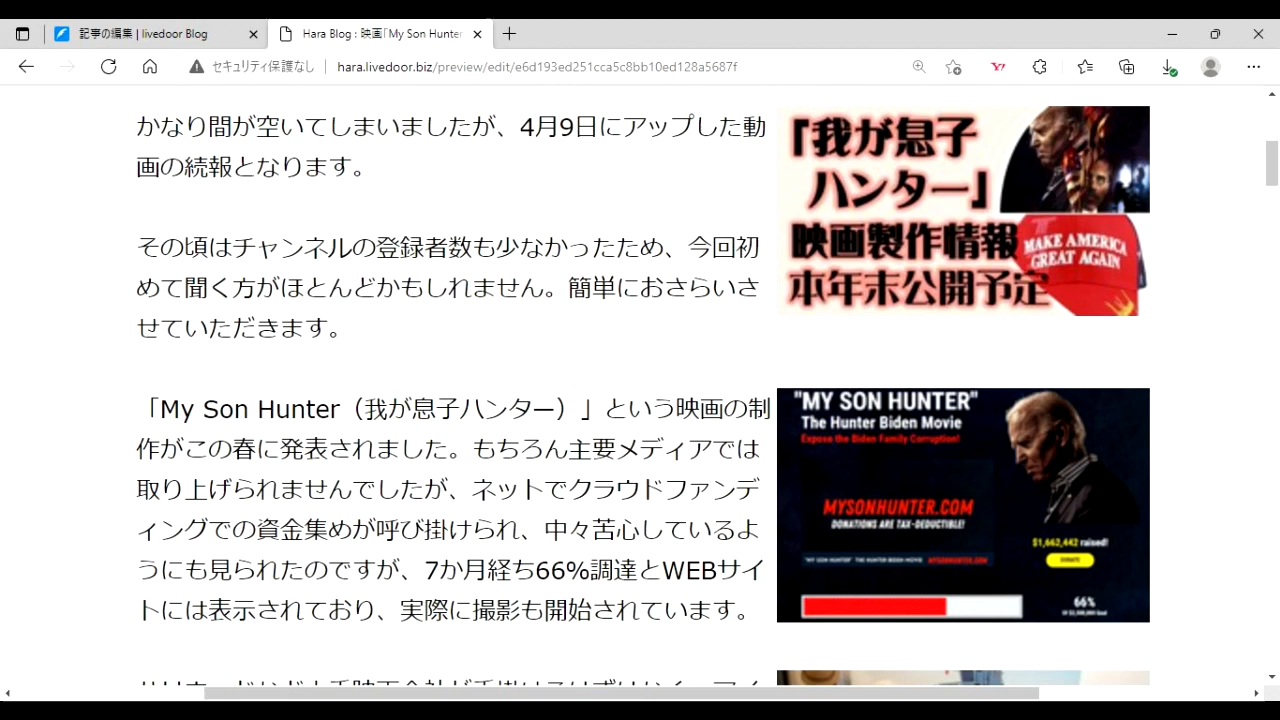 記事の編集 | livedoor Blog
Hara Blog : 映画「My Son Hunter
セキュリティ保護なし
hara.livedoor.biz/preview/edit/e6d193ed251cca5c8bb10ed128a5687f
かなり間が空いてしまいましたが、4月9日にアップした動
画の続報となります。
その頃はチャンネルの登録者数も少なかったため、今回初
めて聞く方がほとんどかもしれません。簡単におさらいさ
せていただきます。
「My Son Hunter（我が息子ハンター）」という映画の制
作がこの春に発表されました。もちろん主要メディアでは
取り上げられませんでしたが、ネットでクラウドファンデ
ィングでの資金集めが呼び掛けられ、中々苦心しているよ
うにも見られたのですが、7か月経ち66%調達とWEBサイ
トには表示されており、実際に撮影も開始されています。
「我が息子
ハンター」
映画製作情報
本年末公開予定
MAKE AMERICA
GREAT AGAIN
"MY SON HUNTER"
The Hunter Biden Movie
Expose the Biden Family Corruption!
MYSONHUNTER.COM
DONATIONS ARE TAX-DEDUCTIBLE!
"MY SON HUNTER" THE HUNTER BIDEN MOVIE MYSONHUNTER.COM
$1,662,442 raised!
DONATE
66%